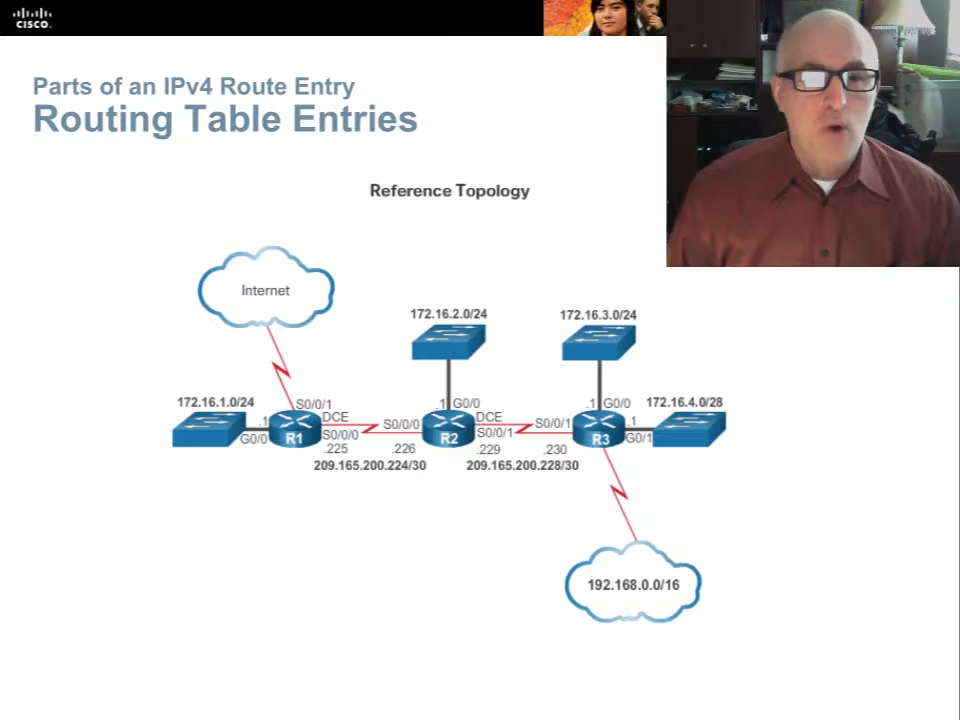 CISCO
Parts of an IPv4 Route Entry
Routing Table Entries
Reference Topology
Internet
172.16.2.0/24
172.16.3.0/24
172.16.1.0/24
S0/0/1
.1
G0/0
.1
G0/0
172.16.4.0/28
.1
DCE
S0/0/0
DCE
S0/0/1
.1
G0/0
R1
S0/0/0
R2
S0/0/1
R3
G0/1
.225
.226
.229
.230
209.165.200.224/30
209.165.200.228/30
192.168.0.0/16